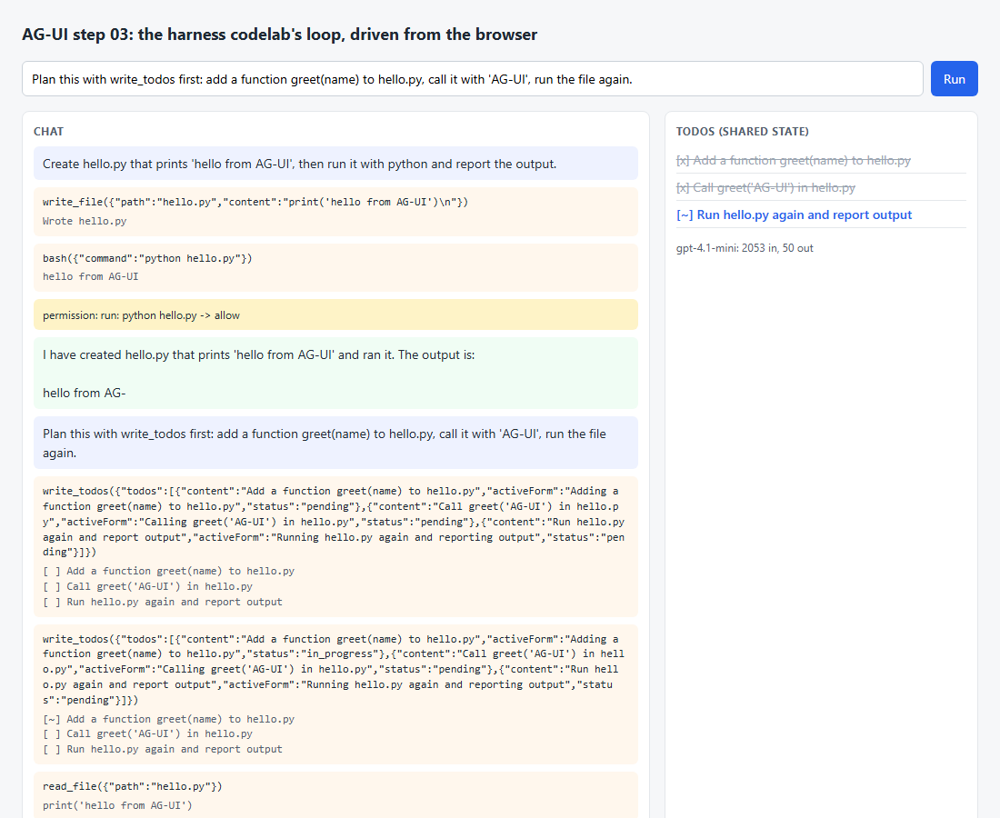 AG-UI step 03: the harness codelab's loop, driven from the browser
Plan this with write_todos first: add a function greet(name) to hello.py, call it with 'AG-UI', run the file again.
Run
CHAT
Create hello.py that prints 'hello from AG-UI', then run it with python and report the output.
write_file({"path":"hello.py","content":"print('hello from AG-UI')\n"})
Wrote hello.py
bash({"command":"python hello.py"})
hello from AG-UI
permission: run: python hello.py -> allow
I have created hello.py that prints 'hello from AG-UI' and ran it. The output is:
hello from AG-
Plan this with write_todos first: add a function greet(name) to hello.py, call it with 'AG-UI', run the file
again.
write_todos({"todos":[{"content":"Add a function greet(name) to hello.py","activeForm":"Adding a
function greet(name) to hello.py","status":"pending"},{"content":"Call greet('AG-UI') in hello.p
y","activeForm":"Calling greet('AG-UI') in hello.py","status":"pending"},{"content":"Run hello.py
again and report output","activeForm":"Running hello.py again and reporting output","status":"pen
ding"}]})
[ ] Add a function greet(name) to hello.py
[ ] Call greet('AG-UI') in hello.py
[ ] Run hello.py again and report output
write_todos({"todos":[{"content":"Add a function greet(name) to hello.py","activeForm":"Adding a
function greet(name) to hello.py","status":"in_progress"},{"content":"Call greet('AG-UI') in hell
o.py","activeForm":"Calling greet('AG-UI') in hello.py","status":"pending"},{"content":"Run hell
o.py again and report output","activeForm":"Running hello.py again and reporting output","statu
s":"pending"}]})
[~] Add a function greet(name) to hello.py
[ ] Call greet('AG-UI') in hello.py
[ ] Run hello.py again and report output
read_file({"path":"hello.py"})
print('hello from AG-UI')
TODOS (SHARED STATE)
[x] Add a function greet(name) to hello.py
[x] Call greet('AG-UI') in hello.py
[~] Run hello.py again and report output
gpt-4.1-mini: 2053 in, 50 out